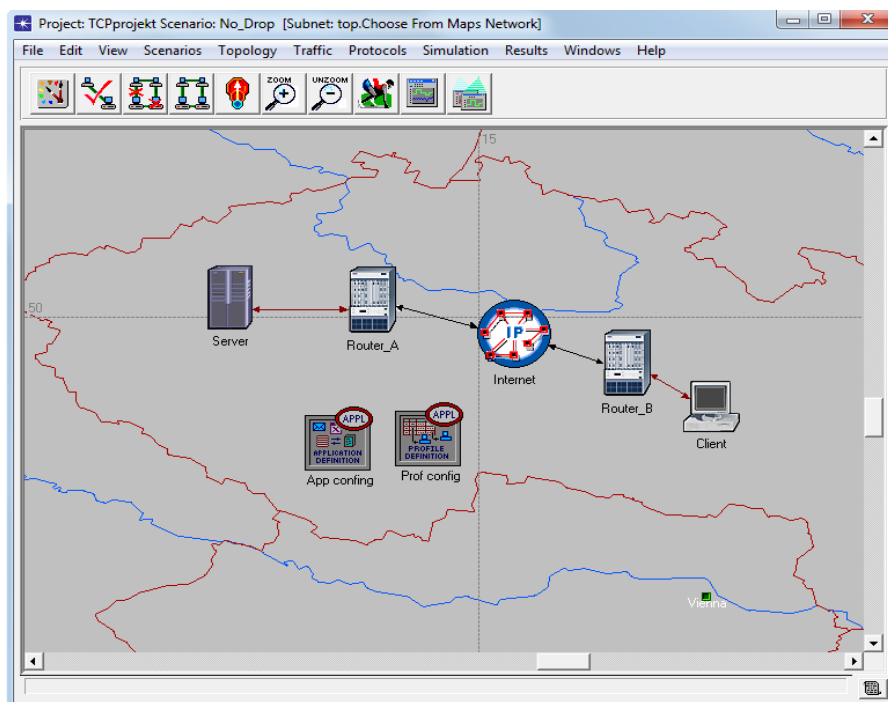 Project: TCPprojekt Scenario: No_Drop [Subnet: top.Choose From Maps Network]
File Edit View Scenarios Topology Traffic Protocols Simulation Results Windows Help
ZOOM UNZOOM
15
50
Server
Router_A
IP
Internet
Router_B
Client
APPL
APPLICATION
DEFINITION
App confing
APPL
PROFILE
DEFINITION
Prof config
Vienna